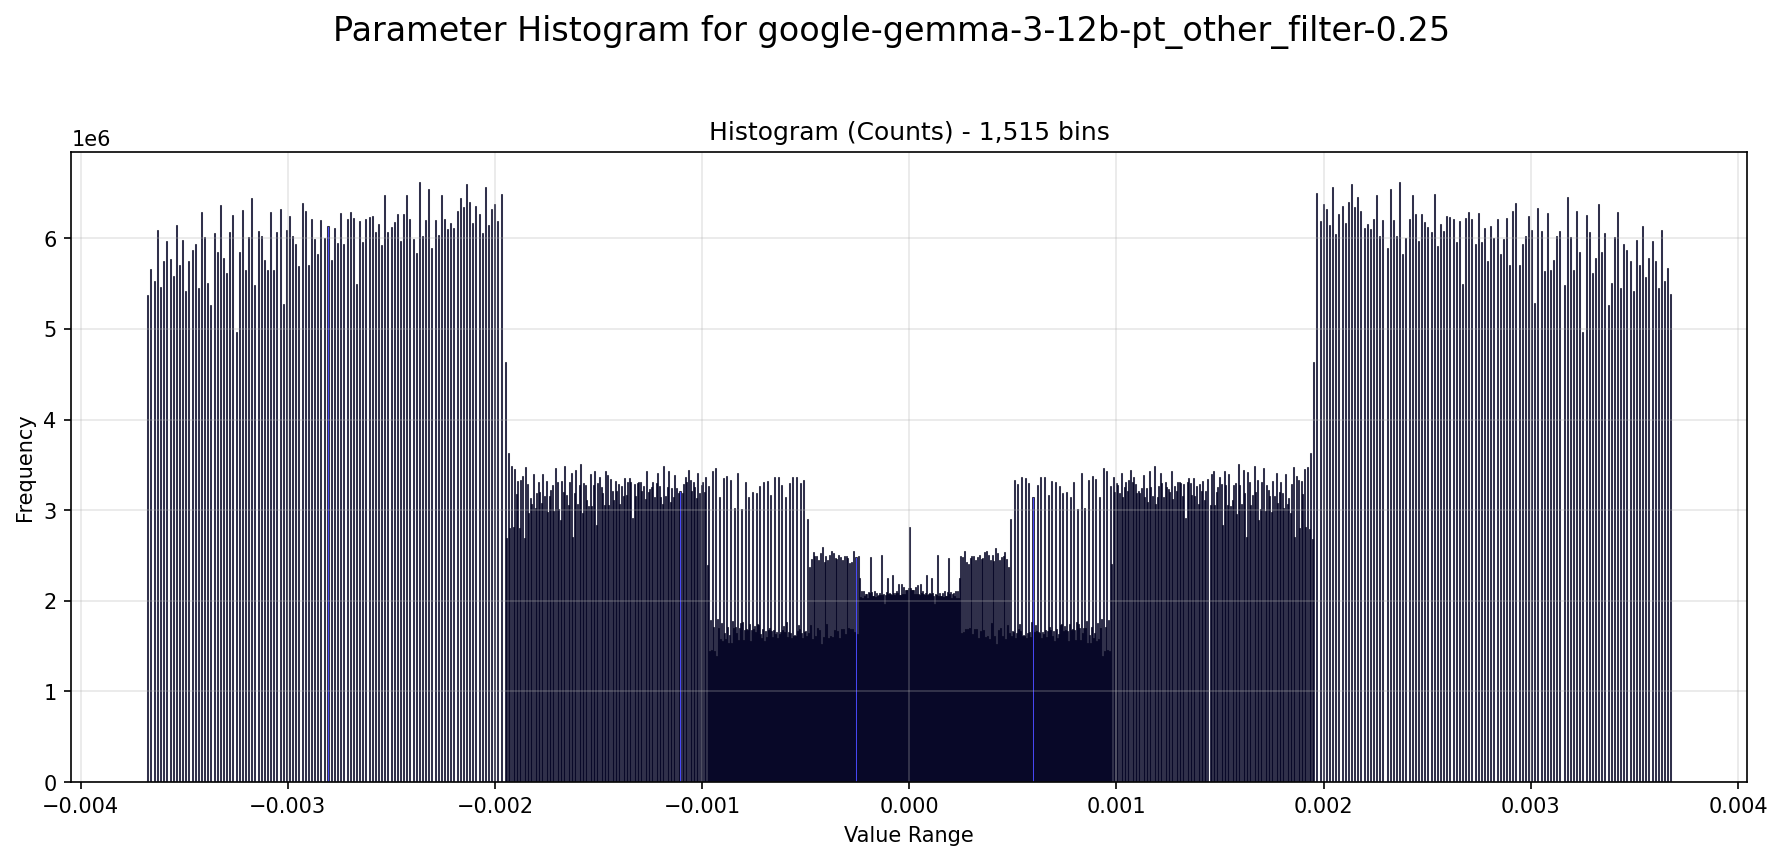 Parameter Histogram for google-gemma-3-12b-pt_other_filter-0.25
Histogram (Counts) - 1,515 bins
1e6
6
5
4
3
2
1
0
Frequency
−0.004 −0.003 −0.002 −0.001 0.000 0.001 0.002 0.003 0.004
Value Range